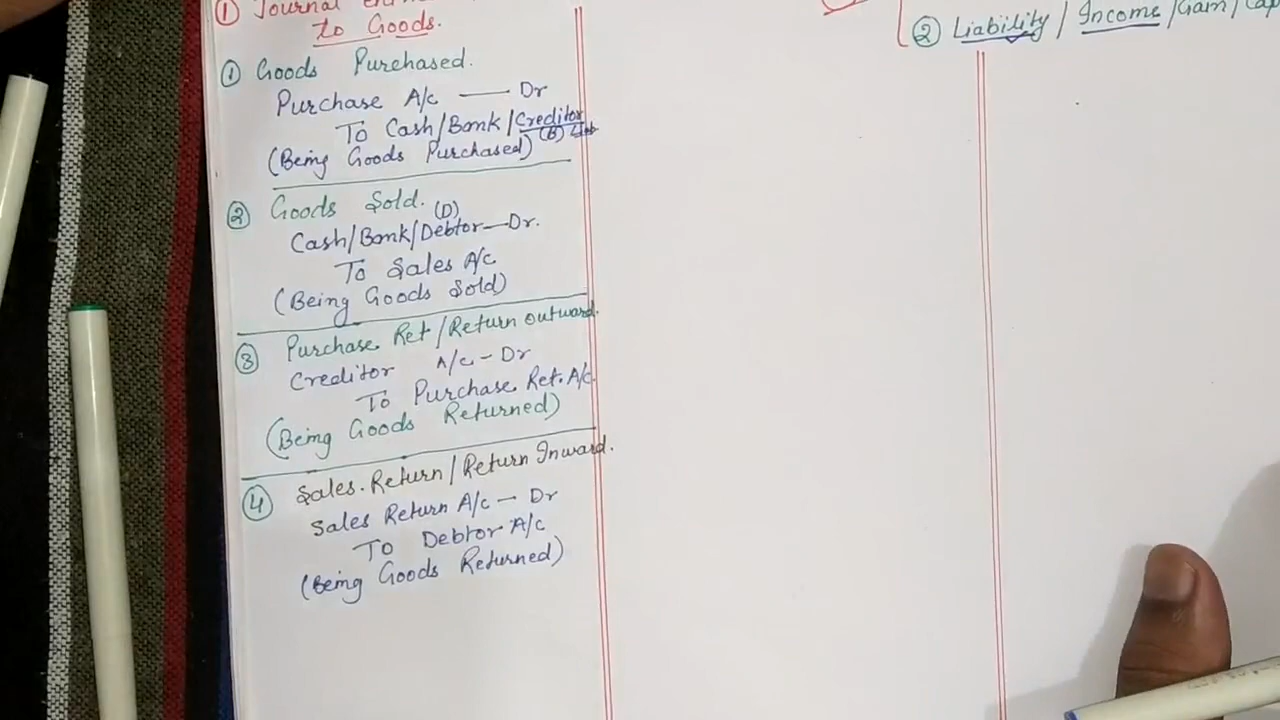 ① Journal
to Goods.
① Goods Purchased.
Purchase A/c —— Dr
To Cash/Bank/Creditor
(Being Goods Purchased) (B)
② Goods Sold.
(D)
Cash/Bank/Debtor—Dr.
To Sales A/c
(Being Goods Sold)
③ Purchase Ret/Return outward.
Creditor A/c - Dr
To Purchase Ret. A/c.
(Being Goods Returned)
④ Sales Return/Return Inward.
Sales Return A/c - Dr
To Debtor A/c
(Being Goods Returned)
② Liability/Income/Gain/